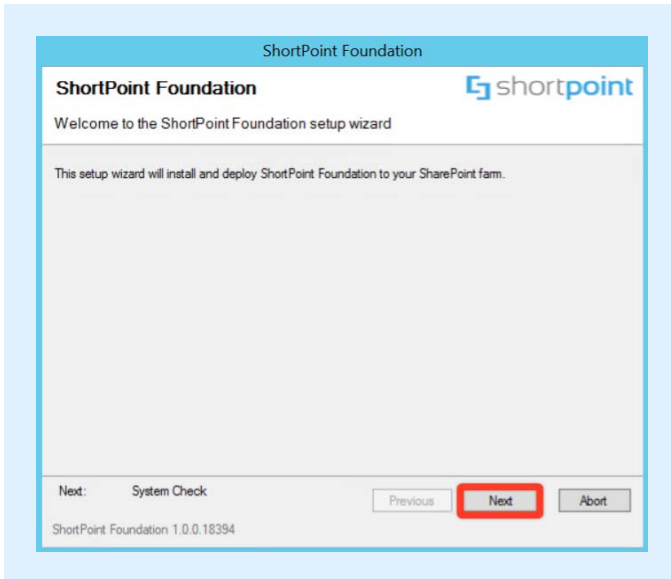 ShortPoint Foundation
ShortPoint Foundation
shortpoint
Welcome to the ShortPoint Foundation setup wizard
This setup wizard will install and deploy ShortPoint Foundation to your SharePoint farm.
Next: System Check
Previous Next Abort
ShortPoint Foundation 1.0.0.18394